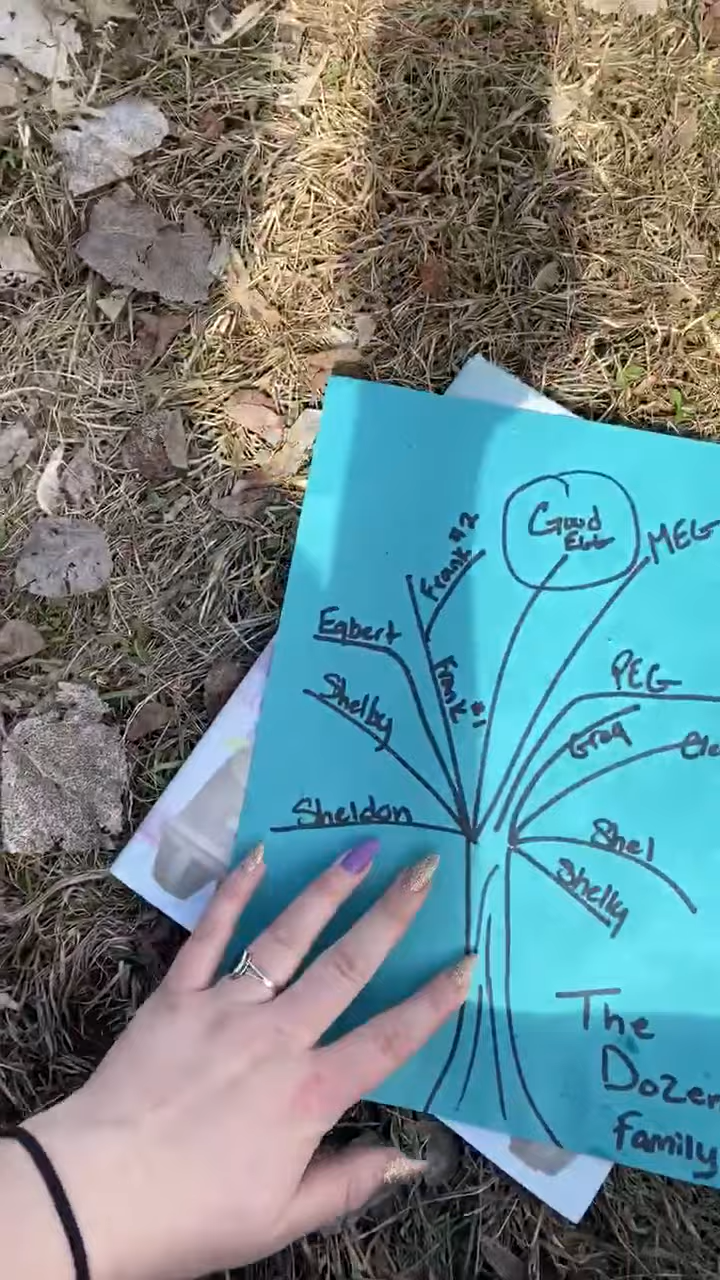 Good
Egg
Frank #2
MEG
Egbert
Frank #1
Shelby
PEG
Greg
Sheldon
Shel
Shelly
The
Dozen
family